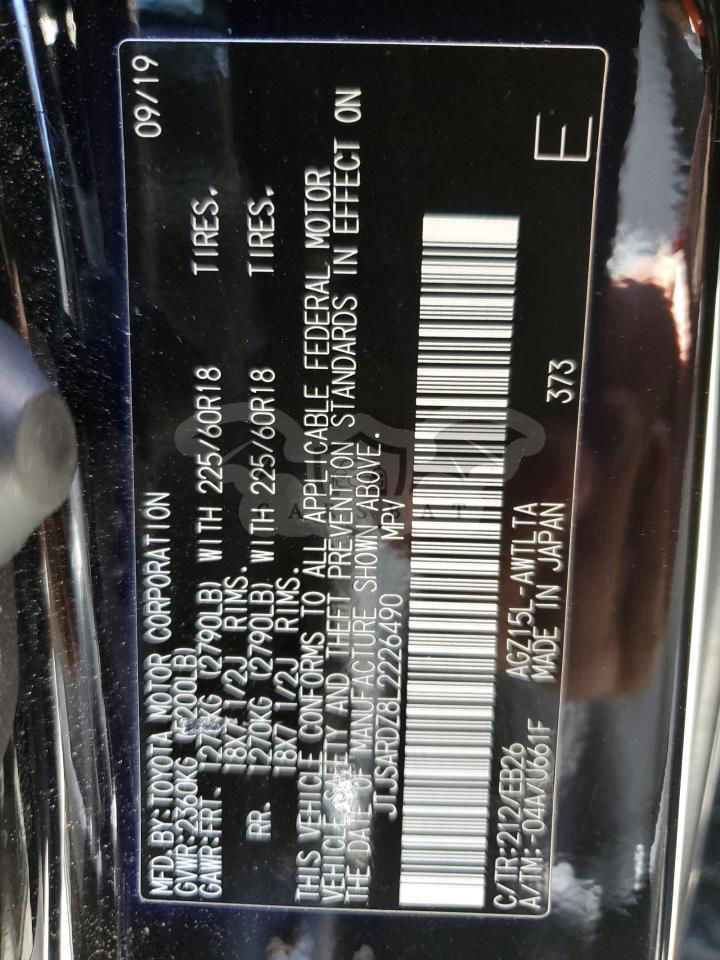 MFD.BY:TOYOTA MOTOR CORPORATION 09/19
GVWR:2360KG (5200LB)
GAWR:FRT. 1270KG (2790LB) WITH 225/60R18 TIRES.
18X7 1/2J RIMS.
RR. 1270KG (2790LB) WITH 225/60R18 TIRES.
18X7 1/2J RIMS.
THIS VEHICLE CONFORMS TO ALL APPLICABLE FEDERAL MOTOR
VEHICLE SAFETY AND THEFT PREVENTION STANDARDS IN EFFECT ON
THE DATE OF MANUFACTURE SHOWN ABOVE.
JTJSARDZ8L2226490 MPV
C/TR:212/EB26 AGZ15L-AWTLTA
A/TM:-04A/U661F MADE IN JAPAN 373 E